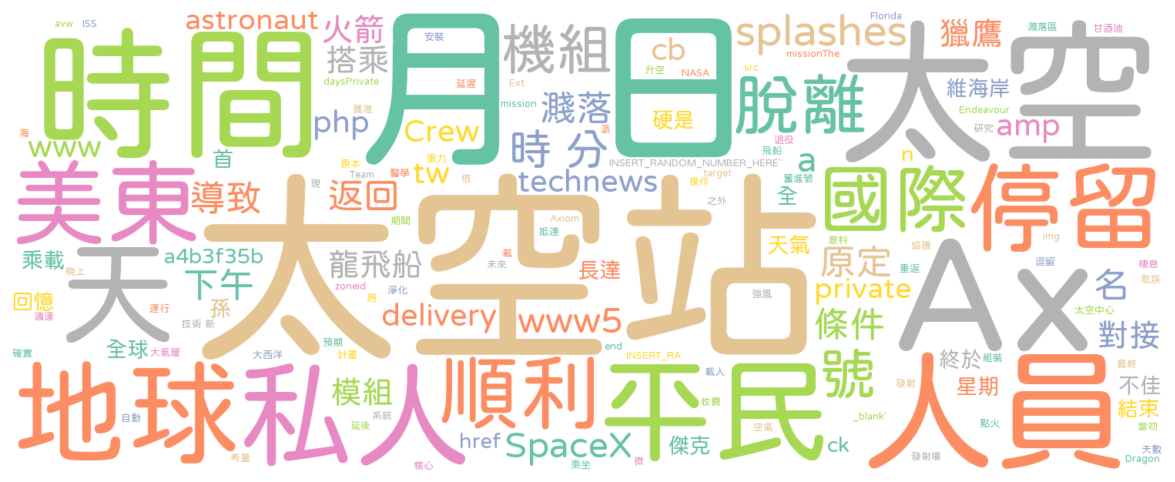 avw ISS astronaut 火箭 安裝 搭乘 機組 月 日 cb splashes missionThe Florida 獵鷹 濺落區 甘迺迪
時間 daysPrivate 延遲 Ext 升空 NASA src 太空 維海岸
www 海 首 php 獲准 Crew mission 濺落 派 硬是 脫離 退役 飛船 Endeavour 研究 amp
原本 重力 tw 時 分 INSERT_RANDOM_NUMBER_HERE` a n
美東 導致 Team 醫學 返回 現 倍 technews target 操作 奮進號 全 國際 停留
乘載 a4b3f35b 期間 Axiom 抵達 之外 天氣 意料 協議 img
晚上 天 下午 龍飛船 載 未來 太空站 長達 強風 原定 重返 逗留 棲息 耽誤
回憶 適達 運行 孫 趙 zoneid 淨化 delivery www5 private Ax 名 太空中心
技術 新 條件 對接
確實 全球 大氣層 大西洋 預期 計畫 end INSERT_RA 號 終於 組裝 最終
地球 私人 模組 順利 平民 載人 人員 發射 星期 不佳
自動 延後 系統 收費 _blank` 點火 結束 當初
考量 核心 href SpaceX 乘坐 微 空氣 傑克 ck 發射場 天數 Dragon